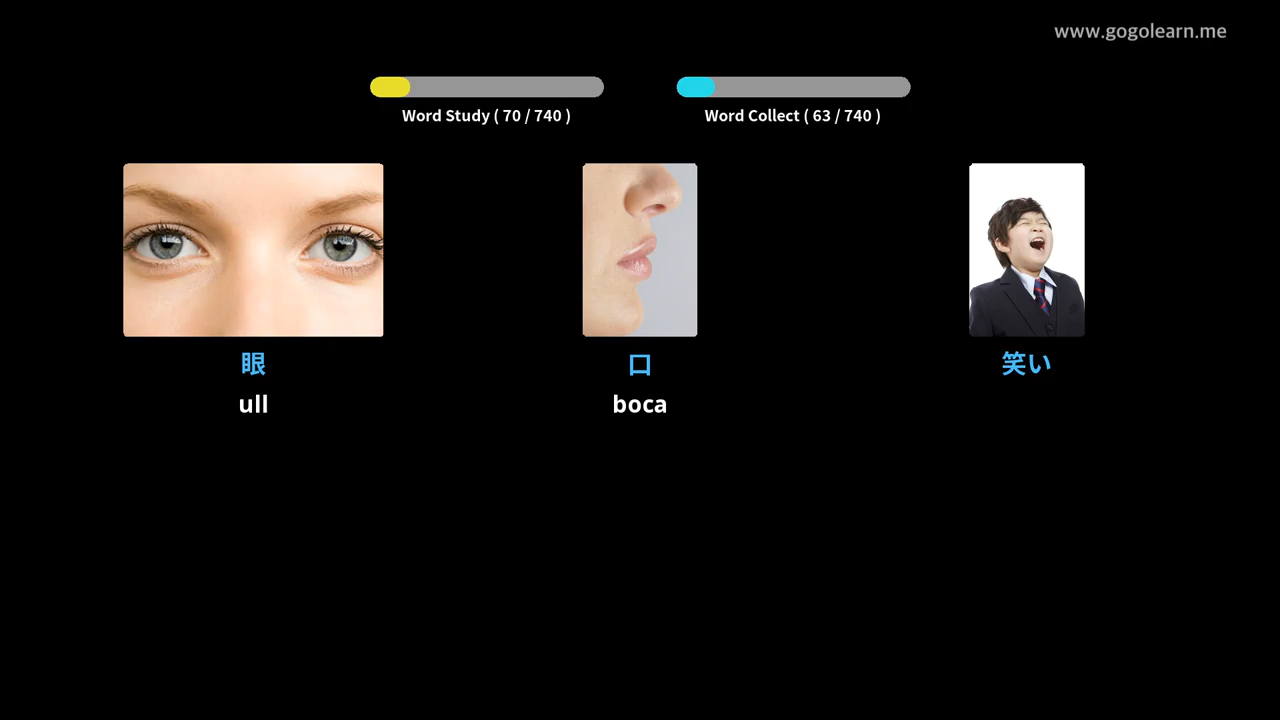 www.gogolearn.me
Word Study ( 70 / 740 )
Word Collect ( 63 / 740 )
眼
口
笑い
ull
boca